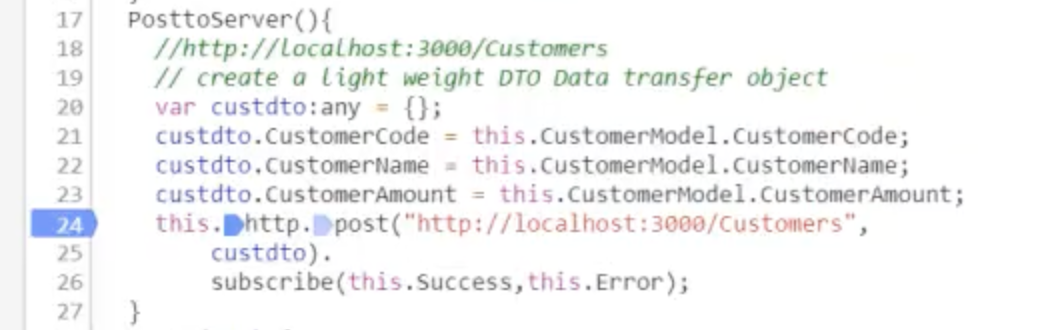 17 PosttoServer(){
18 //http://localhost:3000/Customers
19 // create a light weight DTO Data transfer object
20 var custdto:any = {};
21 custdto.CustomerCode = this.CustomerModel.CustomerCode;
22 custdto.CustomerName = this.CustomerModel.CustomerName;
23 custdto.CustomerAmount = this.CustomerModel.CustomerAmount;
24 this.http.post("http://localhost:3000/Customers",
25 custdto).
26 subscribe(this.Success,this.Error);
27 }